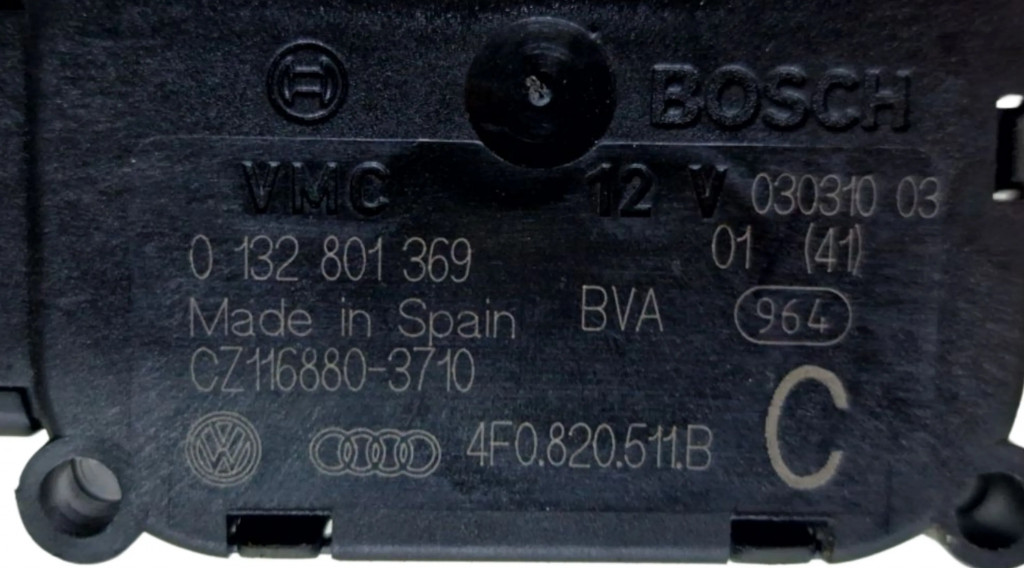 BOSCH
VMC 12 V 030310 03
0 132 801 369 01 (41)
Made in Spain BVA 964
CZ116880-3710 C
4F0.820.511.B